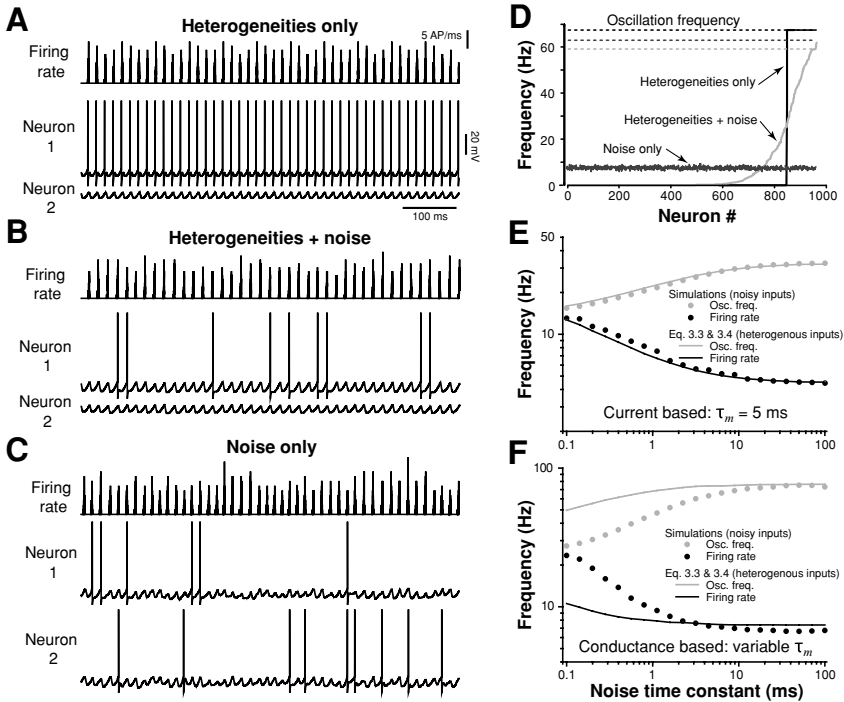 A
Heterogeneities only
5 AP/ms
Firing
rate
Neuron
1
20 mV
Neuron
2
100 ms
B
Heterogeneities + noise
Firing
rate
Neuron
1
Neuron
2
C
Noise only
Firing
rate
Neuron
1
Neuron
2
D
Oscillation frequency
Frequency (Hz)
60
40
20
0
Heterogeneities only
Heterogeneities + noise
Noise only
0 200 400 600 800 1000
Neuron #
E
Frequency (Hz)
50
10
Simulations (noisy inputs)
Osc. freq.
Firing rate
Eq. 3.3 & 3.4 (heterogenous inputs)
Osc. freq.
Firing rate
Current based: τm = 5 ms
0.1 1 10 100
F
Frequency (Hz)
100
10
Simulations (noisy inputs)
Osc. freq.
Firing rate
Eq. 3.3 & 3.4 (heterogenous inputs)
Osc. freq.
Firing rate
Conductance based: variable τm
0.1 1 10 100
Noise time constant (ms)